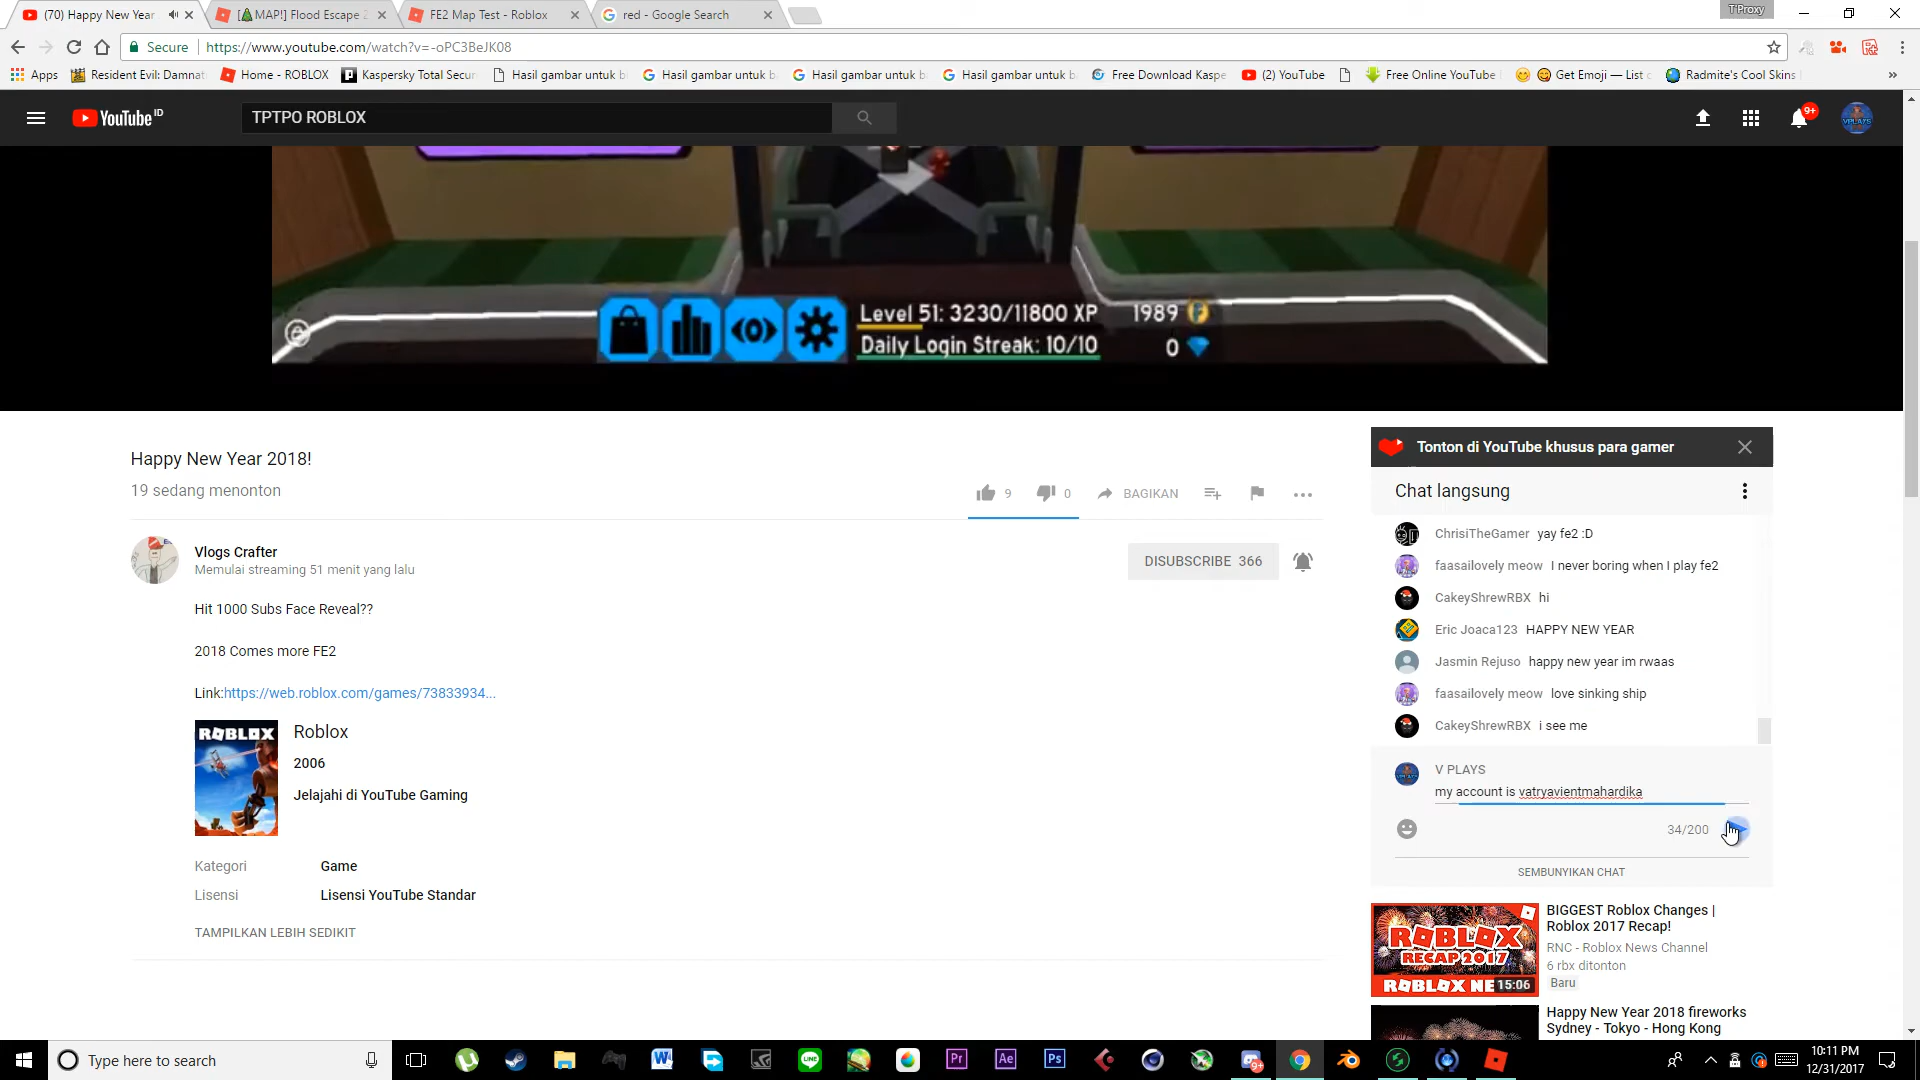 (70) Happy New Year
[🎄MAP!] Flood Escape 2
FE2 Map Test - Roblox
red - Google Search
TProxy
Secure
https://www.youtube.com/watch?v=-oPC3BeJK08
Apps
Resident Evil: Damnat
Home - ROBLOX
Kaspersky Total Secur
Hasil gambar untuk b
Hasil gambar untuk b
Hasil gambar untuk b
Hasil gambar untuk b
Free Download Kaspe
(2) YouTube
Free Online YouTube
Get Emoji — List o
Radmite's Cool Skins
YouTube ID
TPTPO ROBLOX
9+
Level 51: 3230/11800 XP
1989
Daily Login Streak: 10/10
0
Happy New Year 2018!
19 sedang menonton
9
0
BAGIKAN
Vlogs Crafter
Memulai streaming 51 menit yang lalu
DISUBSCRIBE 366
Hit 1000 Subs Face Reveal??
2018 Comes more FE2
Link:https://web.roblox.com/games/73833934...
ROBLOX
Roblox
2006
Jelajahi di YouTube Gaming
Kategori
Game
Lisensi
Lisensi YouTube Standar
TAMPILKAN LEBIH SEDIKIT
Tonton di YouTube khusus para gamer
Chat langsung
ChrisiTheGamer yay fe2 :D
faasailovely meow I never boring when I play fe2
CakeyShrewRBX hi
Eric Joaca123 HAPPY NEW YEAR
Jasmin Rejuso happy new year im rwaas
faasailovely meow love sinking ship
CakeyShrewRBX i see me
V PLAYS
my account is vatryavientmahardika
34/200
SEMBUNYIKAN CHAT
ROBLOX
RECAP 2017
ROBLOX NE
15:06
BIGGEST Roblox Changes |
Roblox 2017 Recap!
RNC - Roblox News Channel
6 rbx ditonton
Baru
Happy New Year 2018 fireworks
Sydney - Tokyo - Hong Kong
Type here to search
10:11 PM
12/31/2017